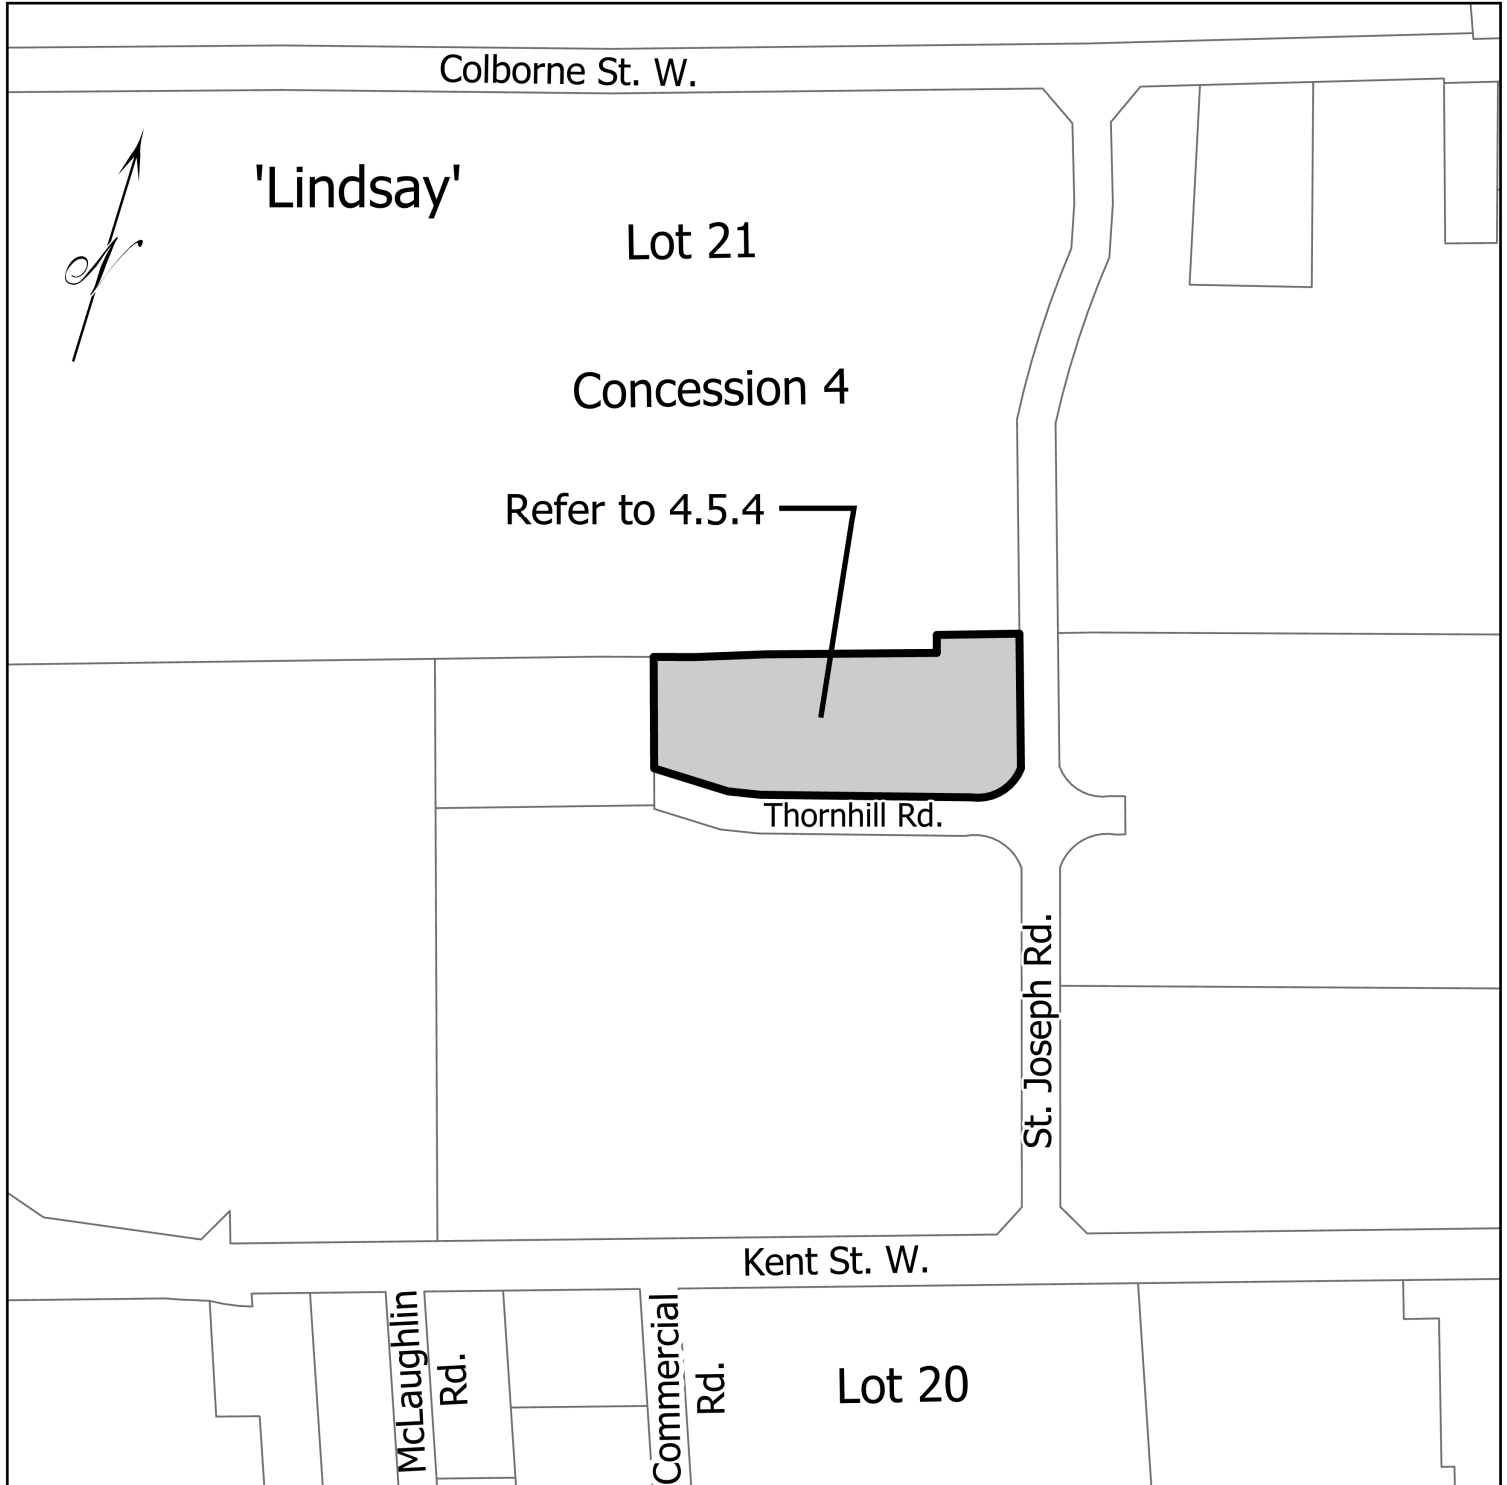 Colborne St. W.
'Lindsay'
Lot 21
N
Concession 4
Refer to 4.5.4
Thornhill Rd.
St. Joseph Rd.
Kent St. W.
McLaughlin
Rd.
Commercial
Rd.
Lot 20